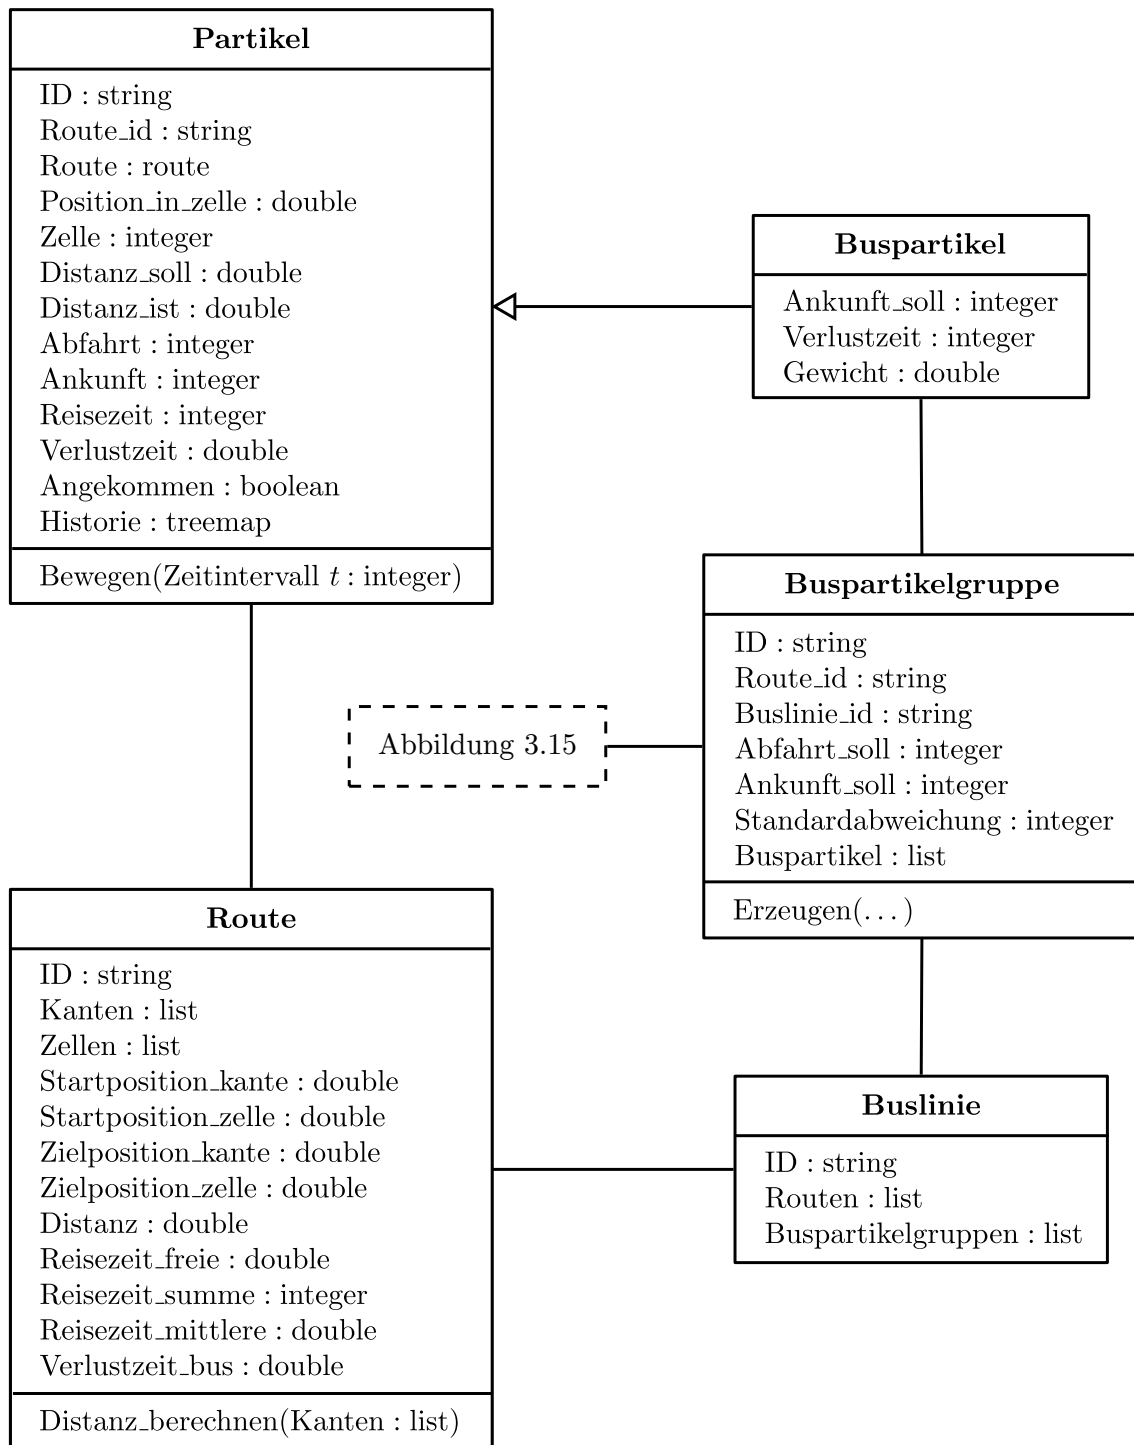 Partikel
ID : string
Route_id : string
Route : route
Position_in_zelle : double
Zelle : integer
Distanz_soll : double
Distanz_ist : double
Abfahrt : integer
Ankunft : integer
Reisezeit : integer
Verlustzeit : double
Angekommen : boolean
Historie : treemap
Bewegen(Zeitintervall t : integer)
Buspartikel
Ankunft_soll : integer
Verlustzeit : integer
Gewicht : double
Buspartikelgruppe
ID : string
Route_id : string
Buslinie_id : string
Abfahrt_soll : integer
Ankunft_soll : integer
Standardabweichung : integer
Buspartikel : list
Erzeugen(...)
Abbildung 3.15
Route
ID : string
Kanten : list
Zellen : list
Startposition_kante : double
Startposition_zelle : double
Zielposition_kante : double
Zielposition_zelle : double
Distanz : double
Reisezeit_freie : double
Reisezeit_summe : integer
Reisezeit_mittlere : double
Verlustzeit_bus : double
Distanz_berechnen(Kanten : list)
Buslinie
ID : string
Routen : list
Buspartikelgruppen : list